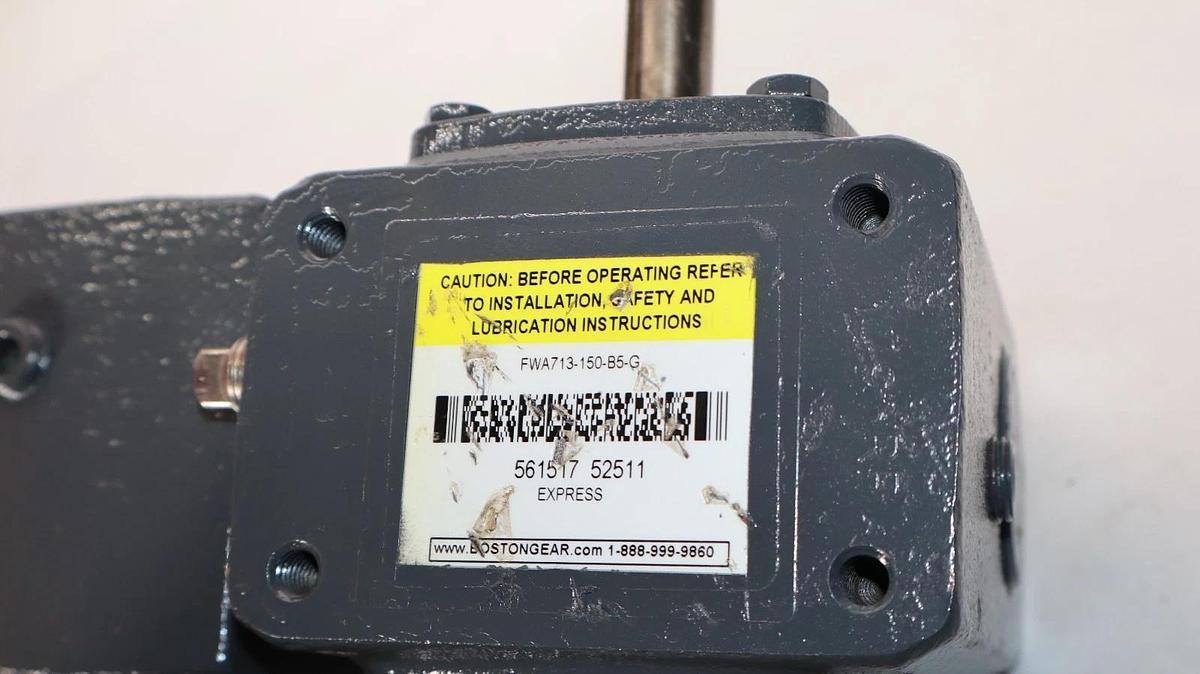 CAUTION: BEFORE OPERATING REFER
TO INSTALLATION, SAFETY AND
LUBRICATION INSTRUCTIONS
FWA713-150-B5-G
561517 52511
EXPRESS
www.BOSTONGEAR.com 1-888-999-9860